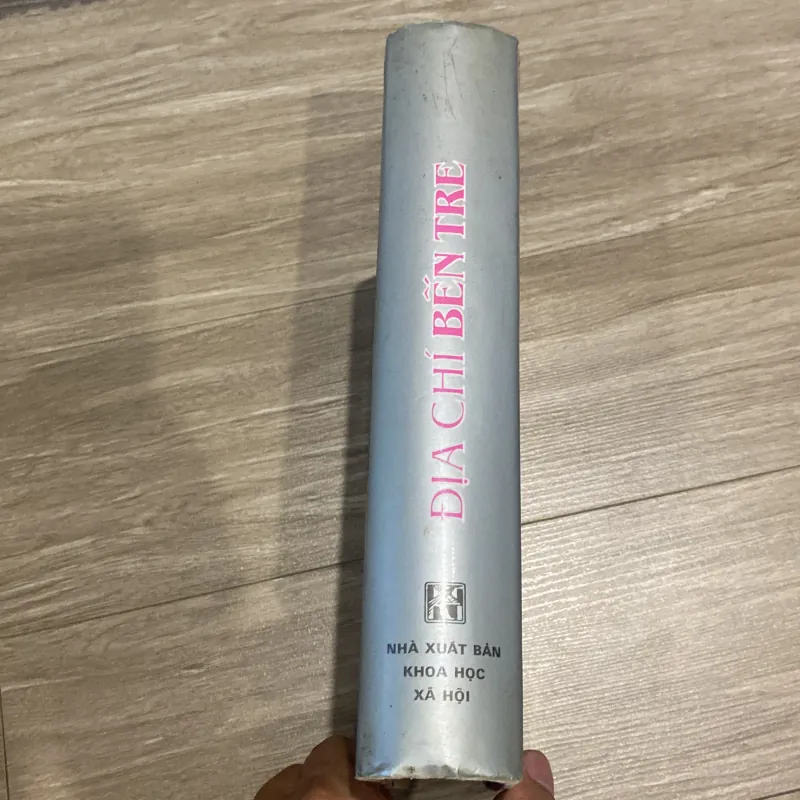 ĐỊA CHÍ BẾN TRE
NHÀ XUẤT BẢN
KHOA HỌC
XÃ HỘI